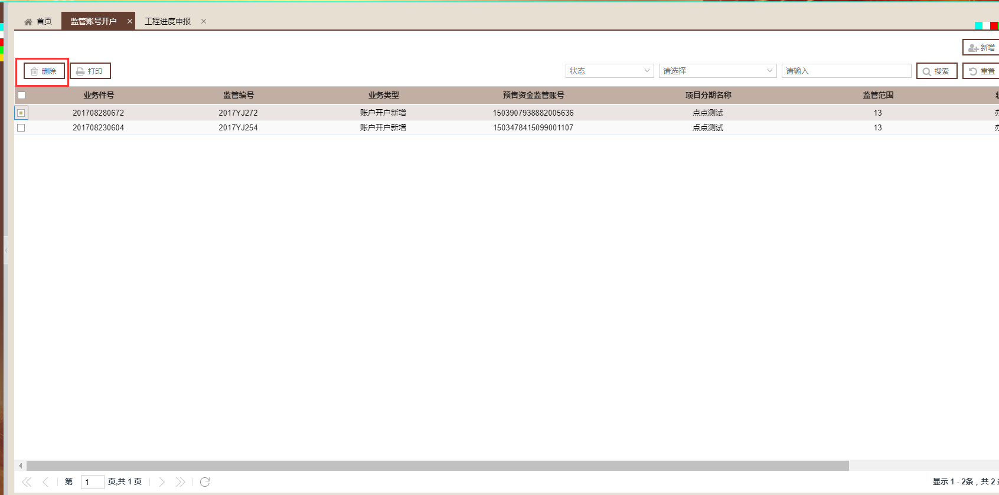 首页 监管账号开户 工程进度申报
新增
删除 打印 状态 请选择 请输入 搜索 重置
业务件号 监管编号 业务类型 预售资金监管账号 项目分期名称 监管范围
201708280672 2017YJ272 账户开户新增 1503907938882005636 点点测试 13
201708230604 2017YJ254 账户开户新增 1503478415099001107 点点测试 13
第 1 页,共 1 页 显示 1 - 2条，共 2